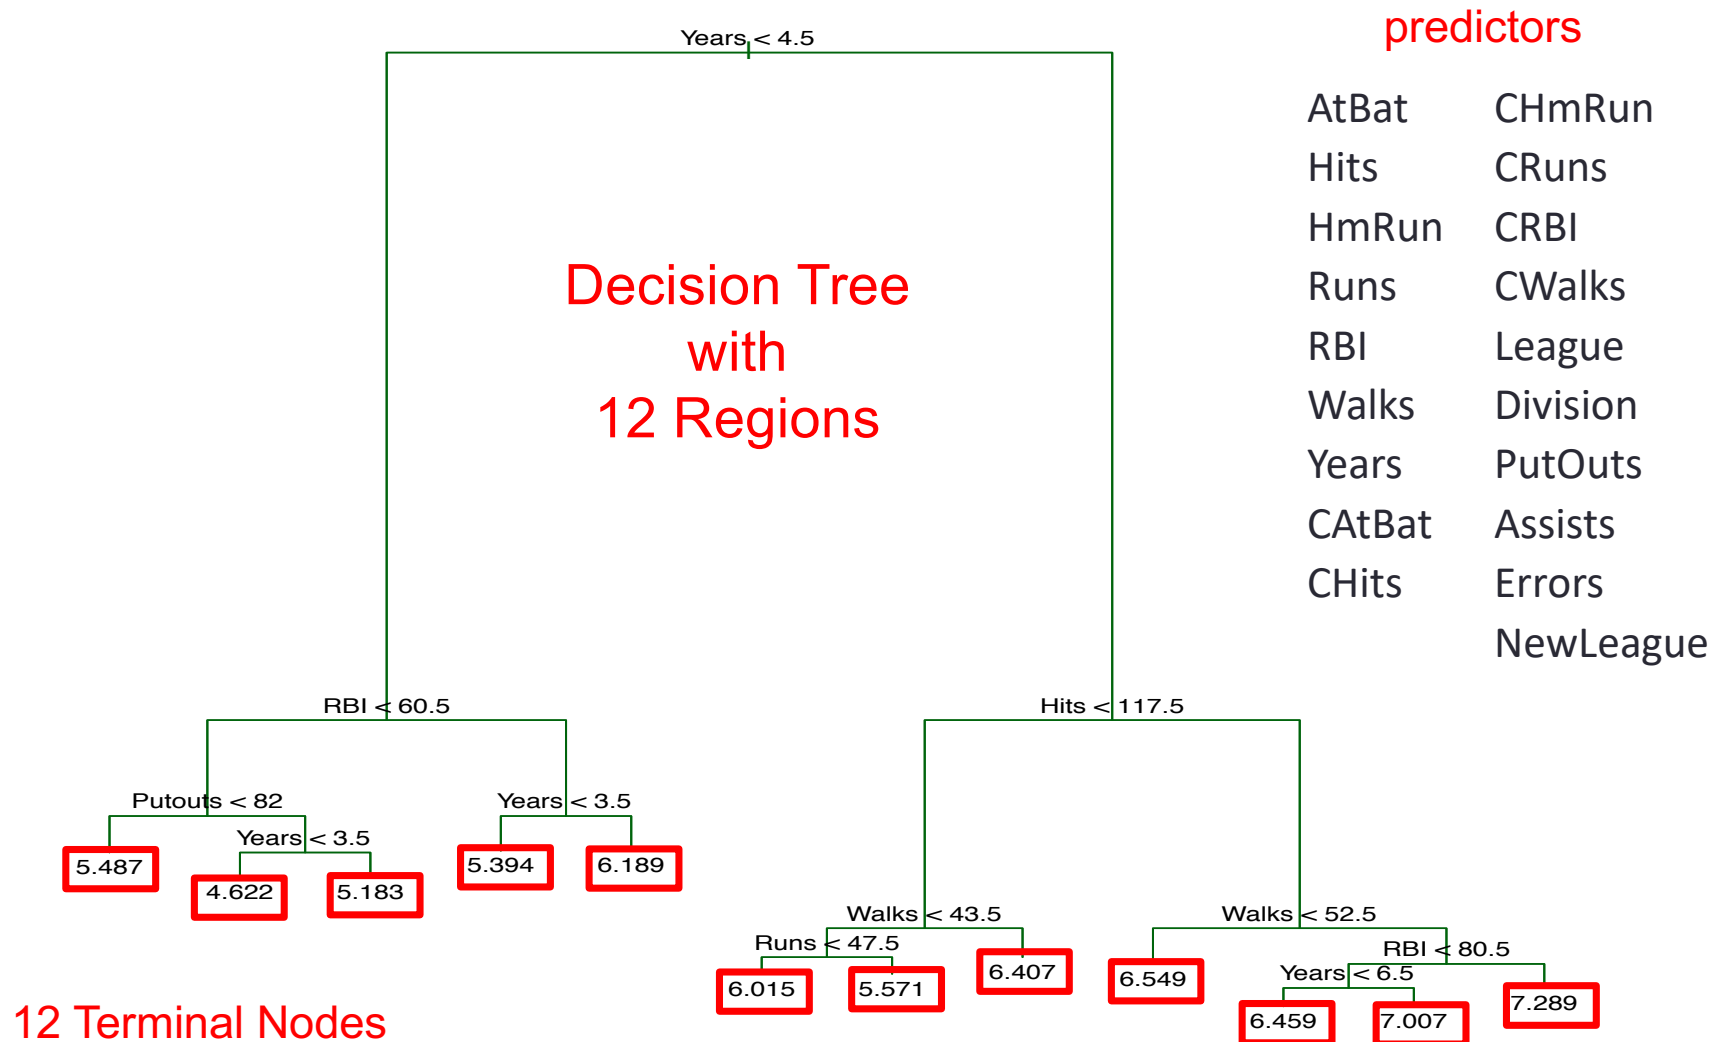 predictors
AtBat CHmRun
Hits CRuns
HmRun CRBI
Runs CWalks
RBI League
Walks Division
Years PutOuts
CAtBat Assists
CHits Errors
NewLeague
Years < 4.5
Decision Tree
with
12 Regions
RBI < 60.5
Hits < 117.5
Putouts < 82
Years < 3.5
Years < 3.5
5.487
4.622
5.183
5.394
6.189
Walks < 43.5
Walks < 52.5
Runs < 47.5
RBI < 80.5
Years < 6.5
6.015
5.571
6.407
6.549
6.459
7.007
7.289
12 Terminal Nodes